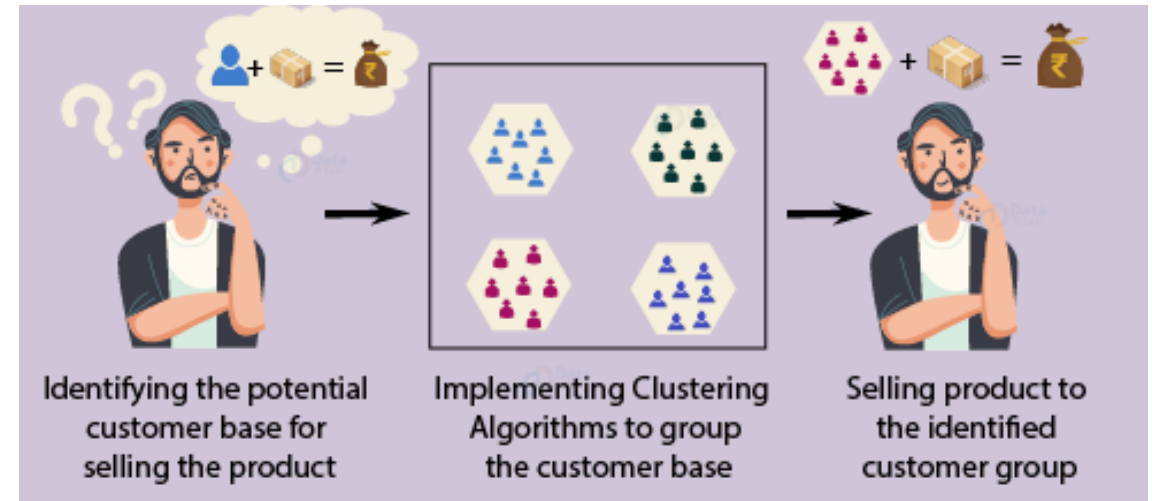 + =
+ =
₹
₹
Identifying the potential
customer base for
selling the product
Implementing Clustering
Algorithms to group
the customer base
Selling product to
the identified
customer group